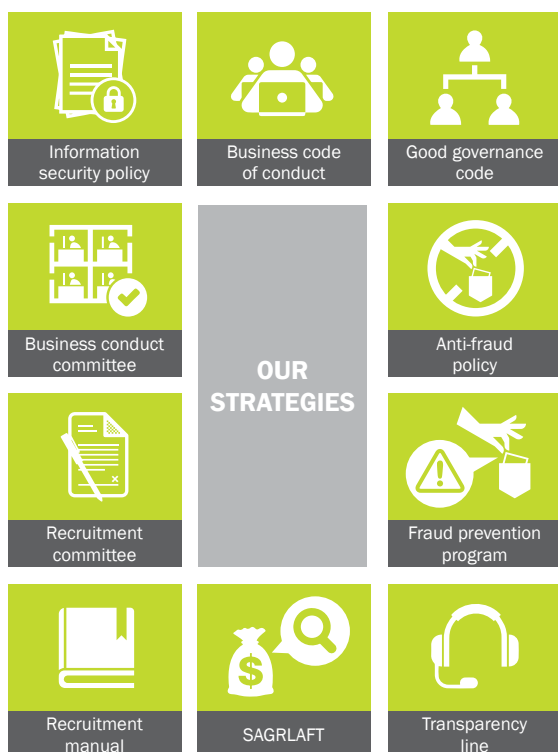 Information
security policy
Business code
of conduct
Good governance
code
Business conduct
committee
OUR
STRATEGIES
Anti-fraud
policy
Recruitment
committee
Fraud prevention
program
Recruitment
manual
$
SAGRLAFT
Transparency
line